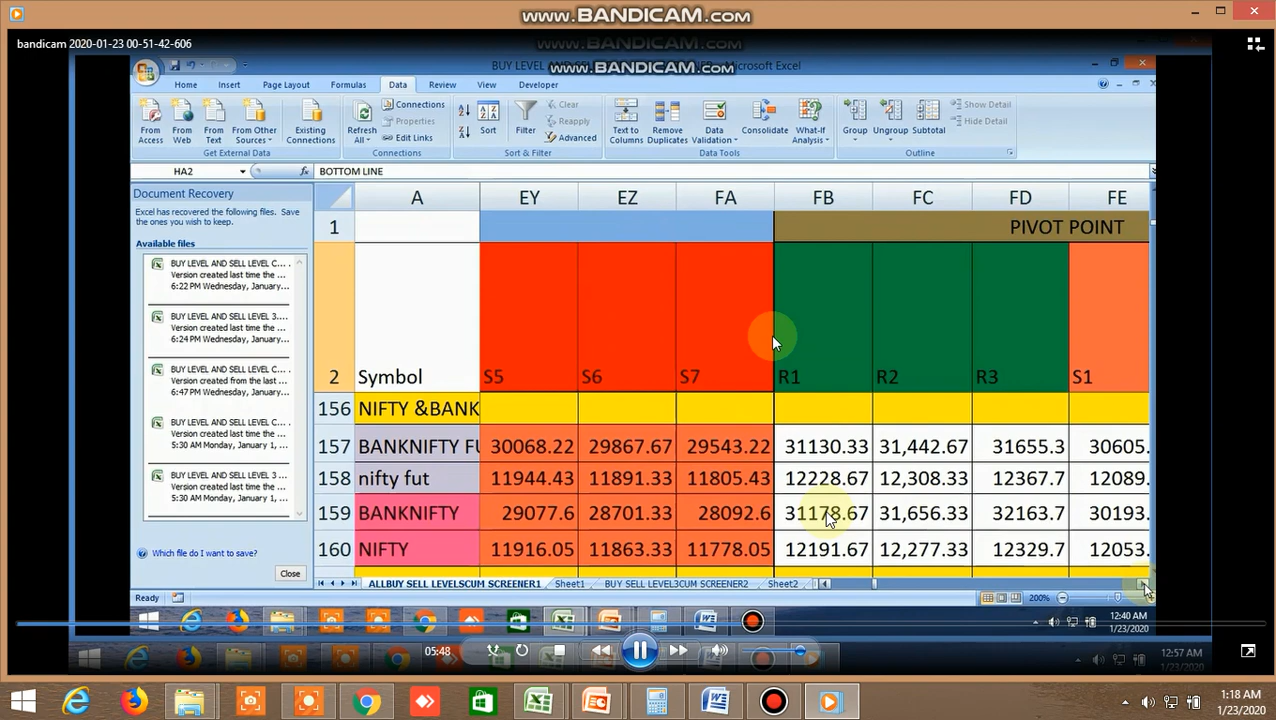 www.BANDICAM.com
bandicam 2020-01-23 00-51-42-606
www.BANDICAM.com
www.BANDICAM.com
BUY LEVEL AND SELL Microsoft Excel
Home Insert Page Layout Formulas Data Review View Developer
From Access
From Web
From Text
From Other Sources
Existing Connections
Get External Data
Refresh All
Connections
Properties
Edit Links
Connections
Sort
Filter
Clear
Reapply
Advanced
Sort & Filter
Text to Columns
Remove Duplicates
Data Validation
Consolidate
What-If Analysis
Data Tools
Group
Ungroup
Subtotal
Show Detail
Hide Detail
Outline
HA2 fx BOTTOM LINE
Document Recovery
Excel has recovered the following files. Save
the ones you wish to keep.
Available files
BUY LEVEL AND SELL LEVEL C... .
Version created last time the ...
6:22 PM Wednesday, January...
BUY LEVEL AND SELL LEVEL 3....
Version created last time the ...
6:24 PM Wednesday, January...
BUY LEVEL AND SELL LEVEL C... .
Version created from the last ...
6:47 PM Wednesday, January...
BUY LEVEL AND SELL LEVEL C... .
Version created last time the ...
5:30 AM Monday, January 1, ...
BUY LEVEL AND SELL LEVEL 3 ...
Version created last time the ...
5:30 AM Monday, January 1, ...
Which file do I want to save?
Close
A EY EZ FA FB FC FD FE
1 PIVOT POINT
2 Symbol S5 S6 S7 R1 R2 R3 S1
156 NIFTY &BANK
157 BANKNIFTY FU 30068.22 29867.67 29543.22 31130.33 31,442.67 31655.3 30605.
158 nifty fut 11944.43 11891.33 11805.43 12228.67 12,308.33 12367.7 12089.
159 BANKNIFTY 29077.6 28701.33 28092.6 31178.67 31,656.33 32163.7 30193.
160 NIFTY 11916.05 11863.33 11778.05 12191.67 12,277.33 12329.7 12053.
ALLBUY SELL LEVELSCUM SCREENER1 Sheet1 BUY SELL LEVEL3CUM SCREENER2 Sheet2
Ready 200%
12:40 AM
1/23/2020
05:48
12:57 AM
1/23/2020
1:18 AM
1/23/2020